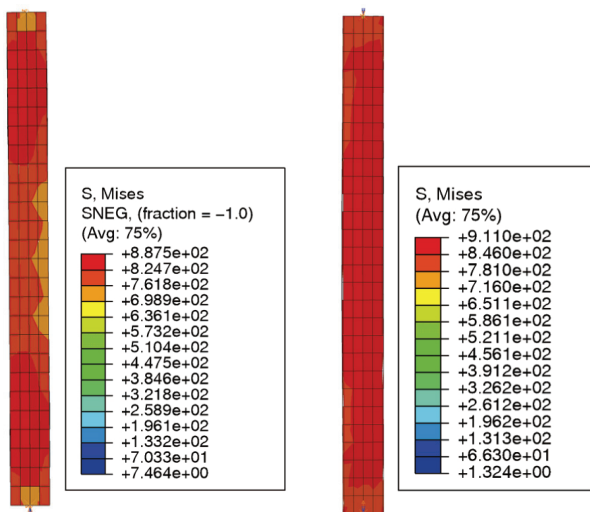 S, Mises
SNEG, (fraction = −1.0)
(Avg: 75%)
+8.875e+02
+8.247e+02
+7.618e+02
+6.989e+02
+6.361e+02
+5.732e+02
+5.104e+02
+4.475e+02
+3.846e+02
+3.218e+02
+2.589e+02
+1.961e+02
+1.332e+02
+7.033e+01
+7.464e+00
S, Mises
(Avg: 75%)
+9.110e+02
+8.460e+02
+7.810e+02
+7.160e+02
+6.511e+02
+5.861e+02
+5.211e+02
+4.561e+02
+3.912e+02
+3.262e+02
+2.612e+02
+1.962e+02
+1.313e+02
+6.630e+01
+1.324e+00